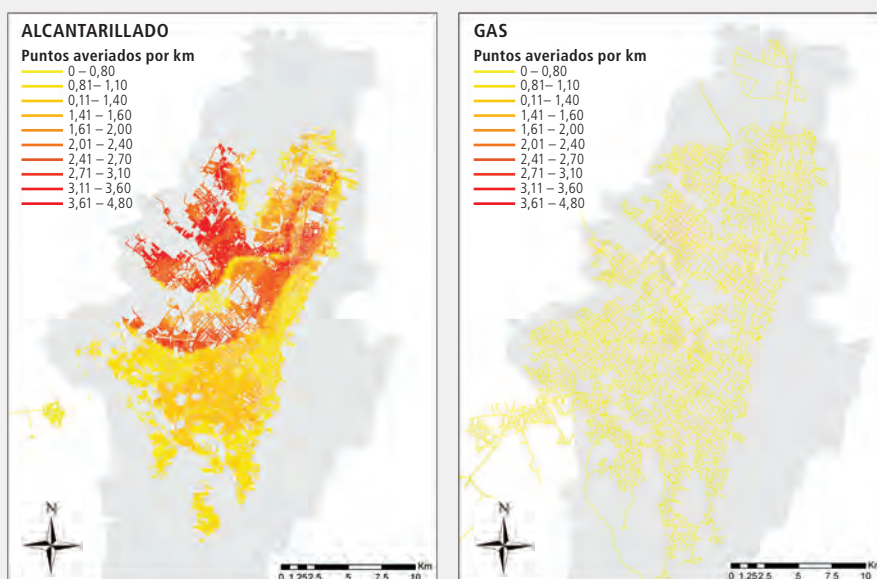 ALCANTARILLADO
Puntos averiados por km
0 – 0,80
0,81– 1,10
0,11– 1,40
1,41 – 1,60
1,61 – 2,00
2,01 – 2,40
2,41 – 2,70
2,71 – 3,10
3,11 – 3,60
3,61 – 4,80
N
Km
0 1.252.5 5 7.5 10
GAS
Puntos averiados por km
0 – 0,80
0,81– 1,10
0,11– 1,40
1,41 – 1,60
1,61 – 2,00
2,01 – 2,40
2,41 – 2,70
2,71 – 3,10
3,11 – 3,60
3,61 – 4,80
N
Km
0 1.252.5 5 7.5 10